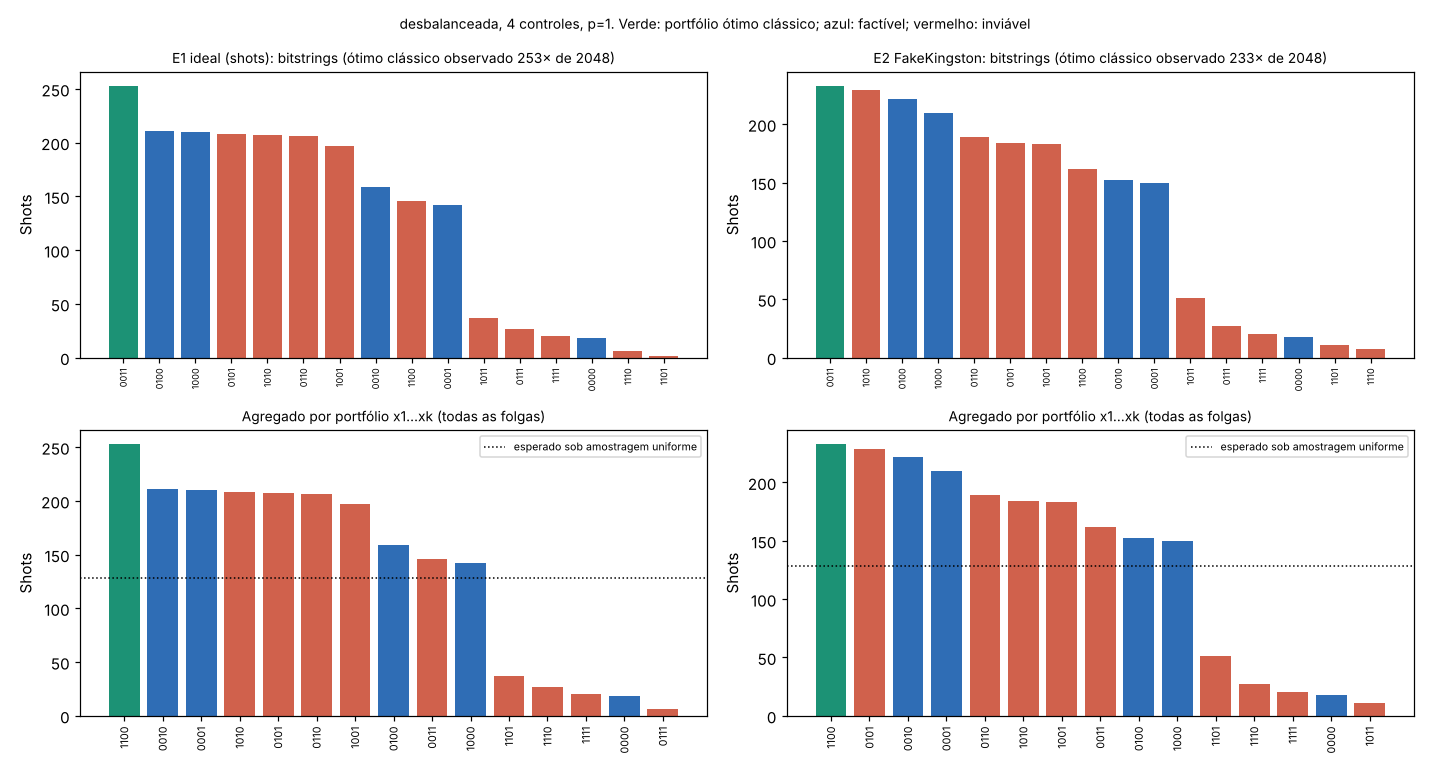 desbalanceada, 4 controles, p=1. Verde: portfólio ótimo clássico; azul: factível; vermelho: inviável
E1 ideal (shots): bitstrings (ótimo clássico observado 253× de 2048)
Shots
250
200
150
100
50
0
0011 0100 1000 0101 1010 0110 1001 0010 1100 0001 1011 0111 1111 0000 1110 1101
E2 FakeKingston: bitstrings (ótimo clássico observado 233× de 2048)
Shots
200
150
100
50
0
0011 1010 0100 1000 0110 0101 1001 1100 0010 0001 1011 0111 1111 0000 1101 1110
Agregado por portfólio x1...xk (todas as folgas)
esperado sob amostragem uniforme
Shots
250
200
150
100
50
0
1100 0010 0001 1010 0101 0110 1001 0100 0011 1000 1101 1110 1111 0000 0111
Agregado por portfólio x1...xk (todas as folgas)
esperado sob amostragem uniforme
Shots
200
150
100
50
0
1100 0101 0010 0001 0110 1010 1001 0011 0100 1000 1101 1110 1111 0000 1011